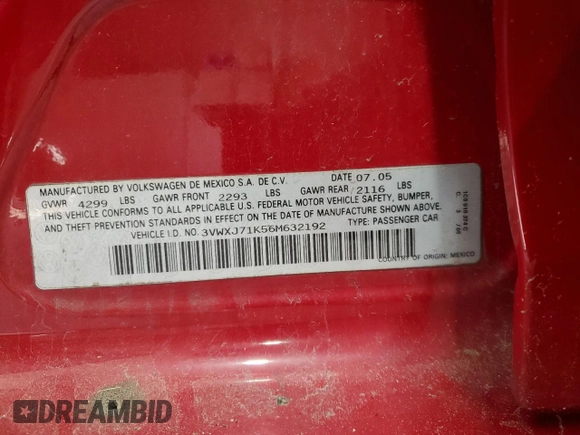 MANUFACTURED BY VOLKSWAGEN DE MEXICO S.A. DE C.V. DATE 07.05
GVWR 4299 LBS GAWR FRONT 2293 LBS GAWR REAR 2116 LBS
THIS VEHICLE CONFORMS TO ALL APPLICABLE U.S. FEDERAL MOTOR VEHICLE SAFETY, BUMPER,
AND THEFT PREVENTION STANDARDS IN EFFECT ON THE DATE OF MANUFACTURE SHOWN ABOVE.
VEHICLE I.D. NO. 3VWXJ71K56M632192 TYPE: PASSENGER CAR
COUNTRY OF ORIGIN: MEXICO
DREAMBID